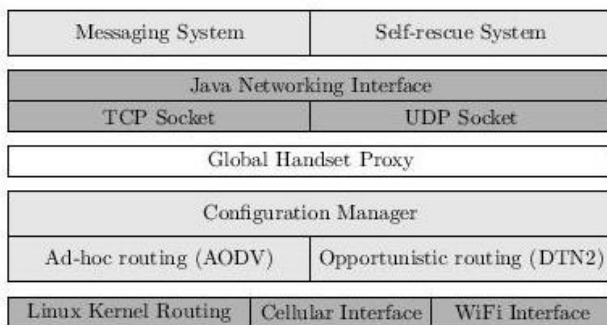 Messaging System
Self-rescue System
Java Networking Interface
TCP Socket
UDP Socket
Global Handset Proxy
Configuration Manager
Ad-hoc routing (AODV)
Opportunistic routing (DTN2)
Linux Kernel Routing
Cellular Interface
WiFi Interface